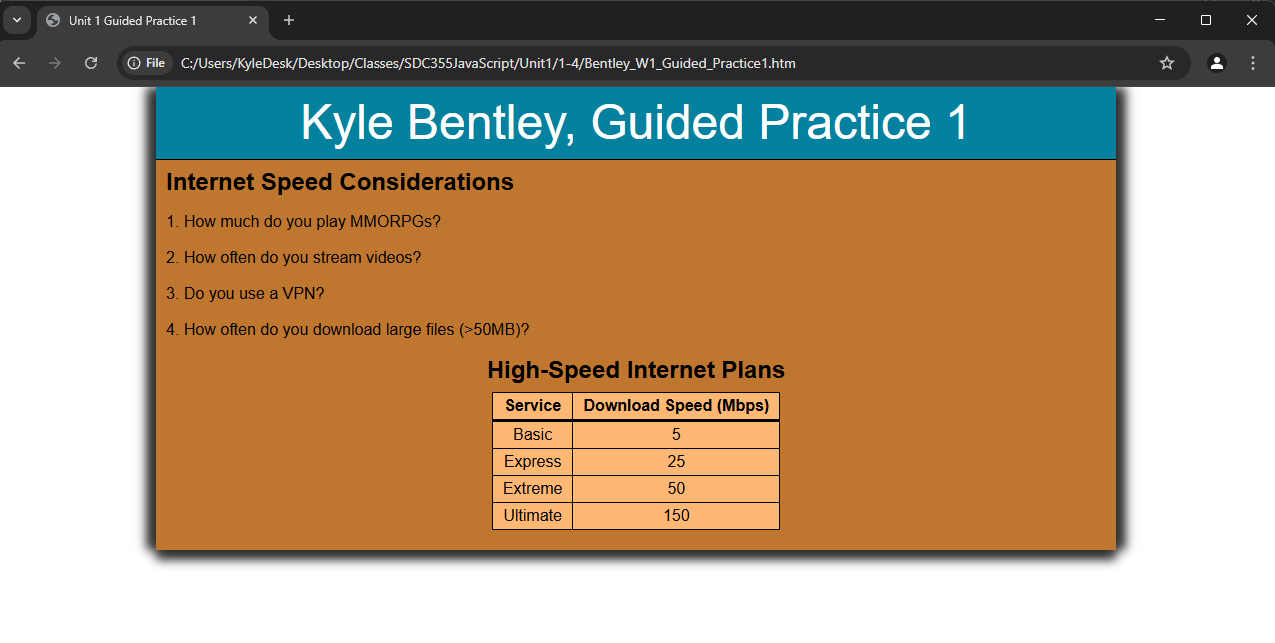 Unit 1 Guided Practice 1
File C:/Users/KyleDesk/Desktop/Classes/SDC355JavaScript/Unit1/1-4/Bentley_W1_Guided_Practice1.htm
Kyle Bentley, Guided Practice 1
Internet Speed Considerations
1. How much do you play MMORPGs?
2. How often do you stream videos?
3. Do you use a VPN?
4. How often do you download large files (>50MB)?
High-Speed Internet Plans
Service Download Speed (Mbps)
Basic 5
Express 25
Extreme 50
Ultimate 150